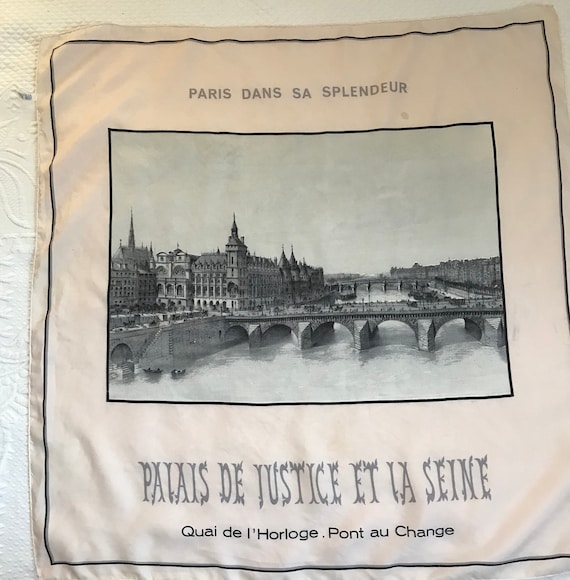 PARIS DANS SA SPLENDEUR
PALAIS DE JUSTICE ET LA SEINE
Quai de l'Horloge. Pont au Change